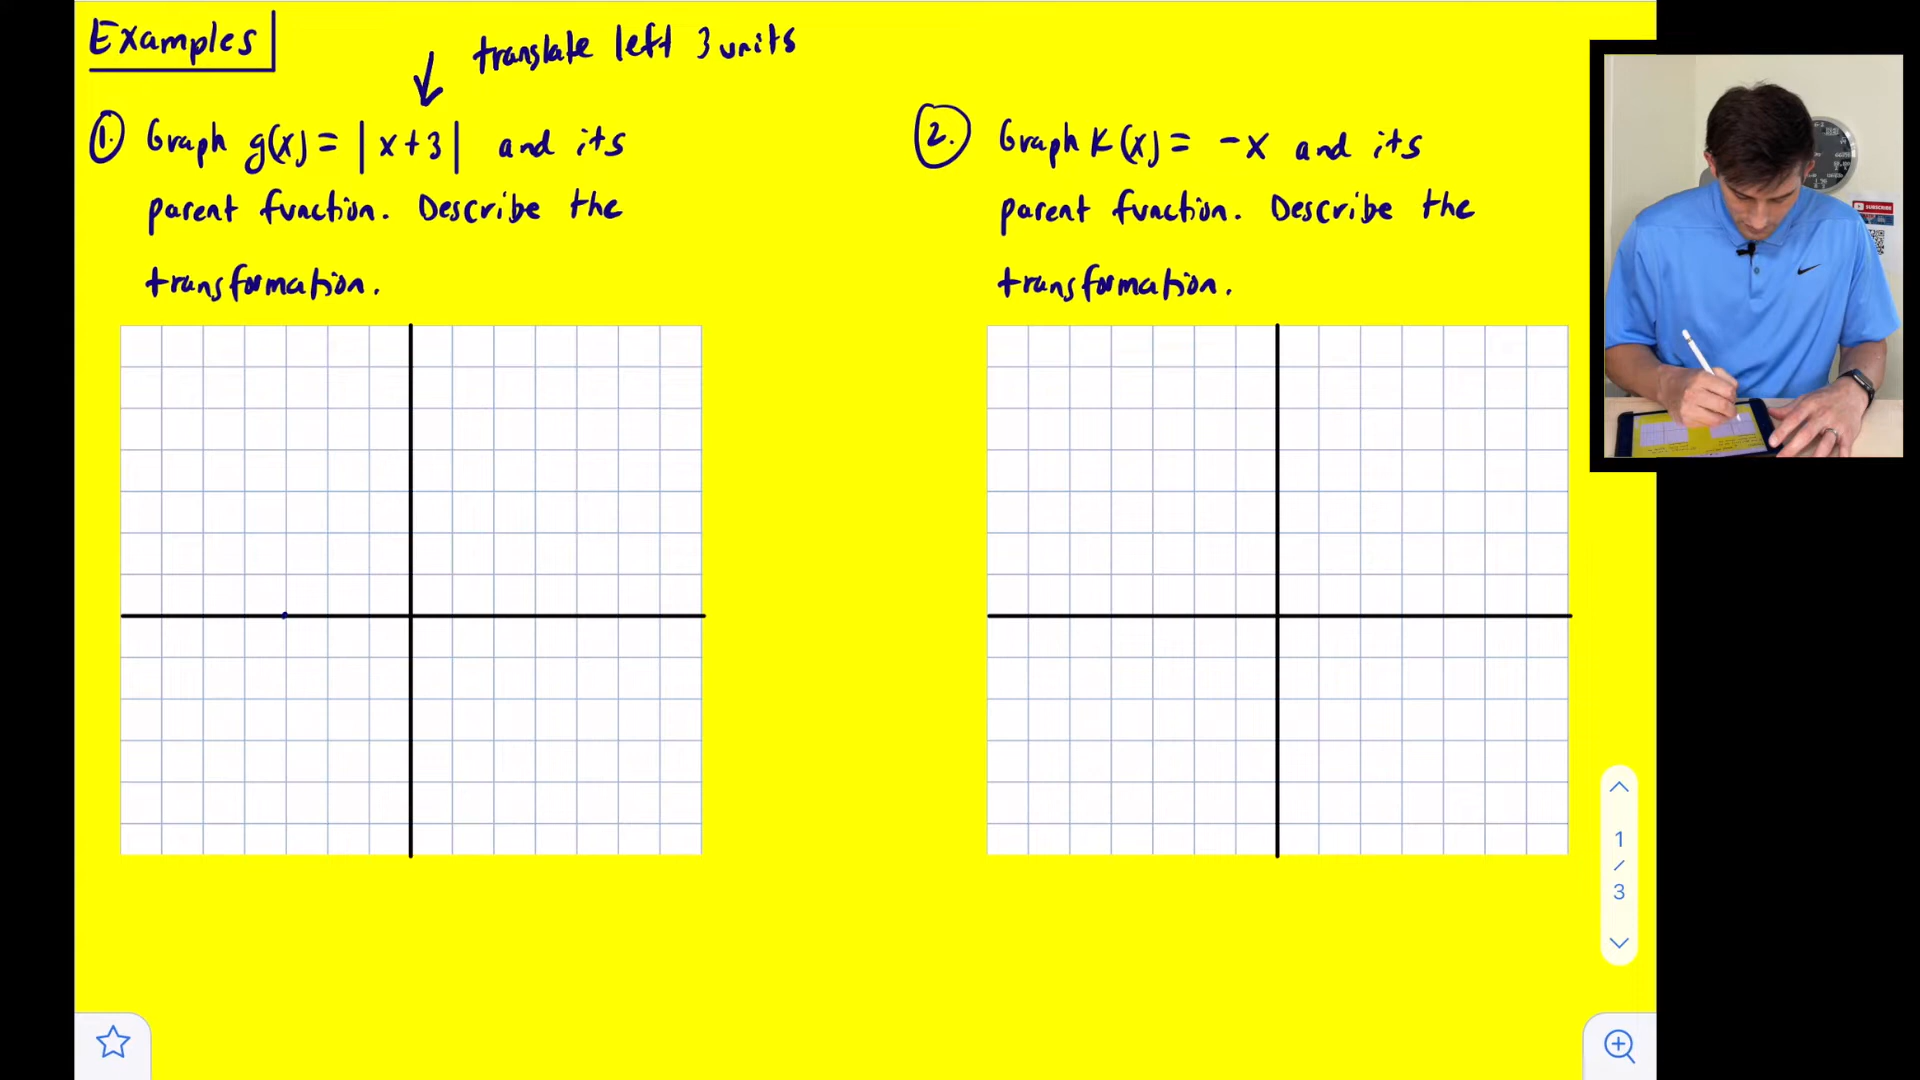 Examples
translate left 3 units
1. Graph g(x) = |x+3| and its
parent function. Describe the
transformation.
2. Graph K(x) = -x and its
parent function. Describe the
transformation.
SUBSCRIBE
1
/
3